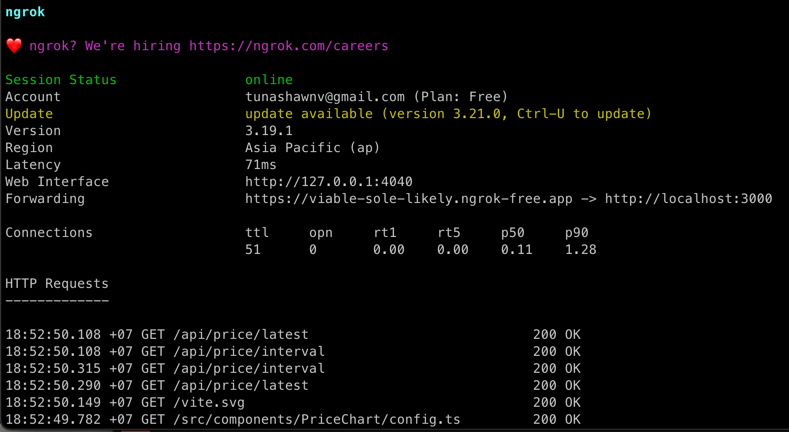 ngrok
❤️ ngrok? We're hiring https://ngrok.com/careers
Session Status online
Account tunashawnv@gmail.com (Plan: Free)
Update update available (version 3.21.0, Ctrl-U to update)
Version 3.19.1
Region Asia Pacific (ap)
Latency 71ms
Web Interface http://127.0.0.1:4040
Forwarding https://viable-sole-likely.ngrok-free.app -> http://localhost:3000
Connections ttl opn rt1 rt5 p50 p90
51 0 0.00 0.00 0.11 1.28
HTTP Requests
-------------
18:52:50.108 +07 GET /api/price/latest 200 OK
18:52:50.108 +07 GET /api/price/interval 200 OK
18:52:50.315 +07 GET /api/price/interval 200 OK
18:52:50.290 +07 GET /api/price/latest 200 OK
18:52:50.149 +07 GET /vite.svg 200 OK
18:52:49.782 +07 GET /src/components/PriceChart/config.ts 200 OK